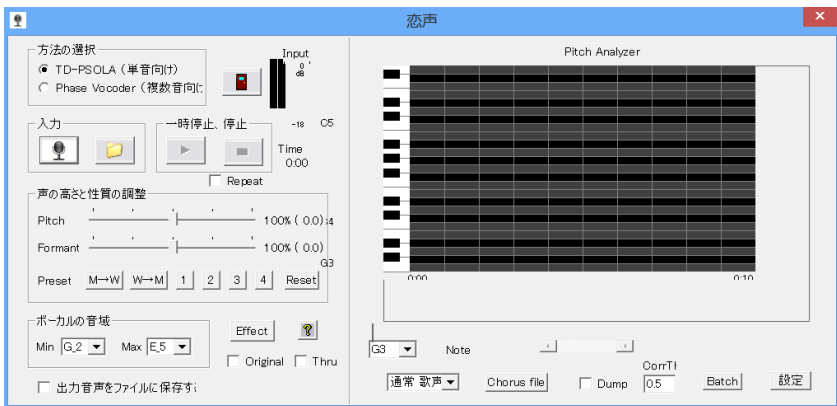 恋声
方法の選択
TD-PSOLA (単音向け)
Phase Vocoder (複数音向け
Input
0
dB
-18
入力
一時停止、停止
Time
0:00
Repeat
声の高さと性質の調整
Pitch 100% ( 0.0)
Formant 100% ( 0.0)
Preset M→W W→M 1 2 3 4 Reset
ボーカルの音域
Min G_2 Max E_5
Effect
?
Original Thru
出力音声をファイルに保存す
Pitch Analyzer
C5
:4
G3
0:00 0:10
G3 Note
通常 歌声 Chorus file Dump
CorrTh
0.5
Batch 設定